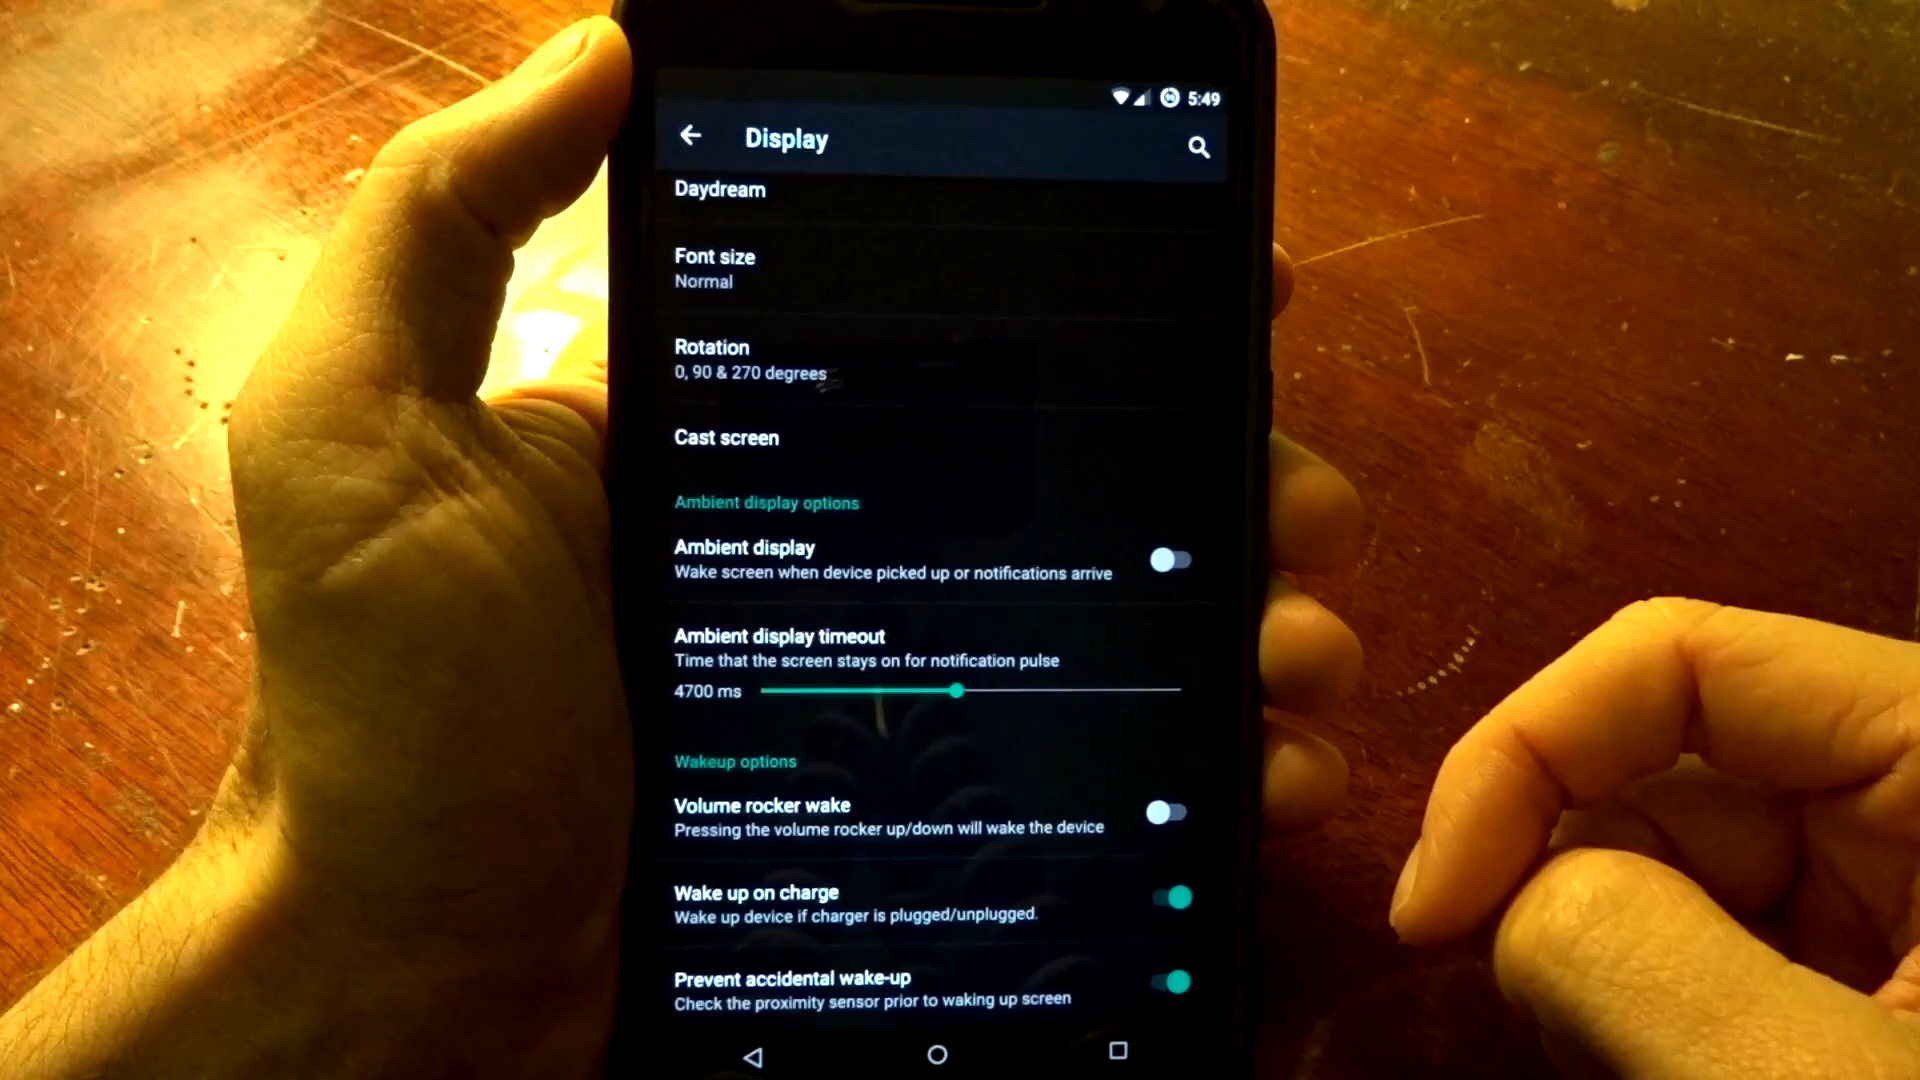 5:49
Display
Daydream
Font size
Normal
Rotation
0, 90 & 270 degrees
Cast screen
Ambient display options
Ambient display
Wake screen when device picked up or notifications arrive
Ambient display timeout
Time that the screen stays on for notification pulse
4700 ms
Wakeup options
Volume rocker wake
Pressing the volume rocker up/down will wake the device
Wake up on charge
Wake up device if charger is plugged/unplugged.
Prevent accidental wake-up
Check the proximity sensor prior to waking up screen